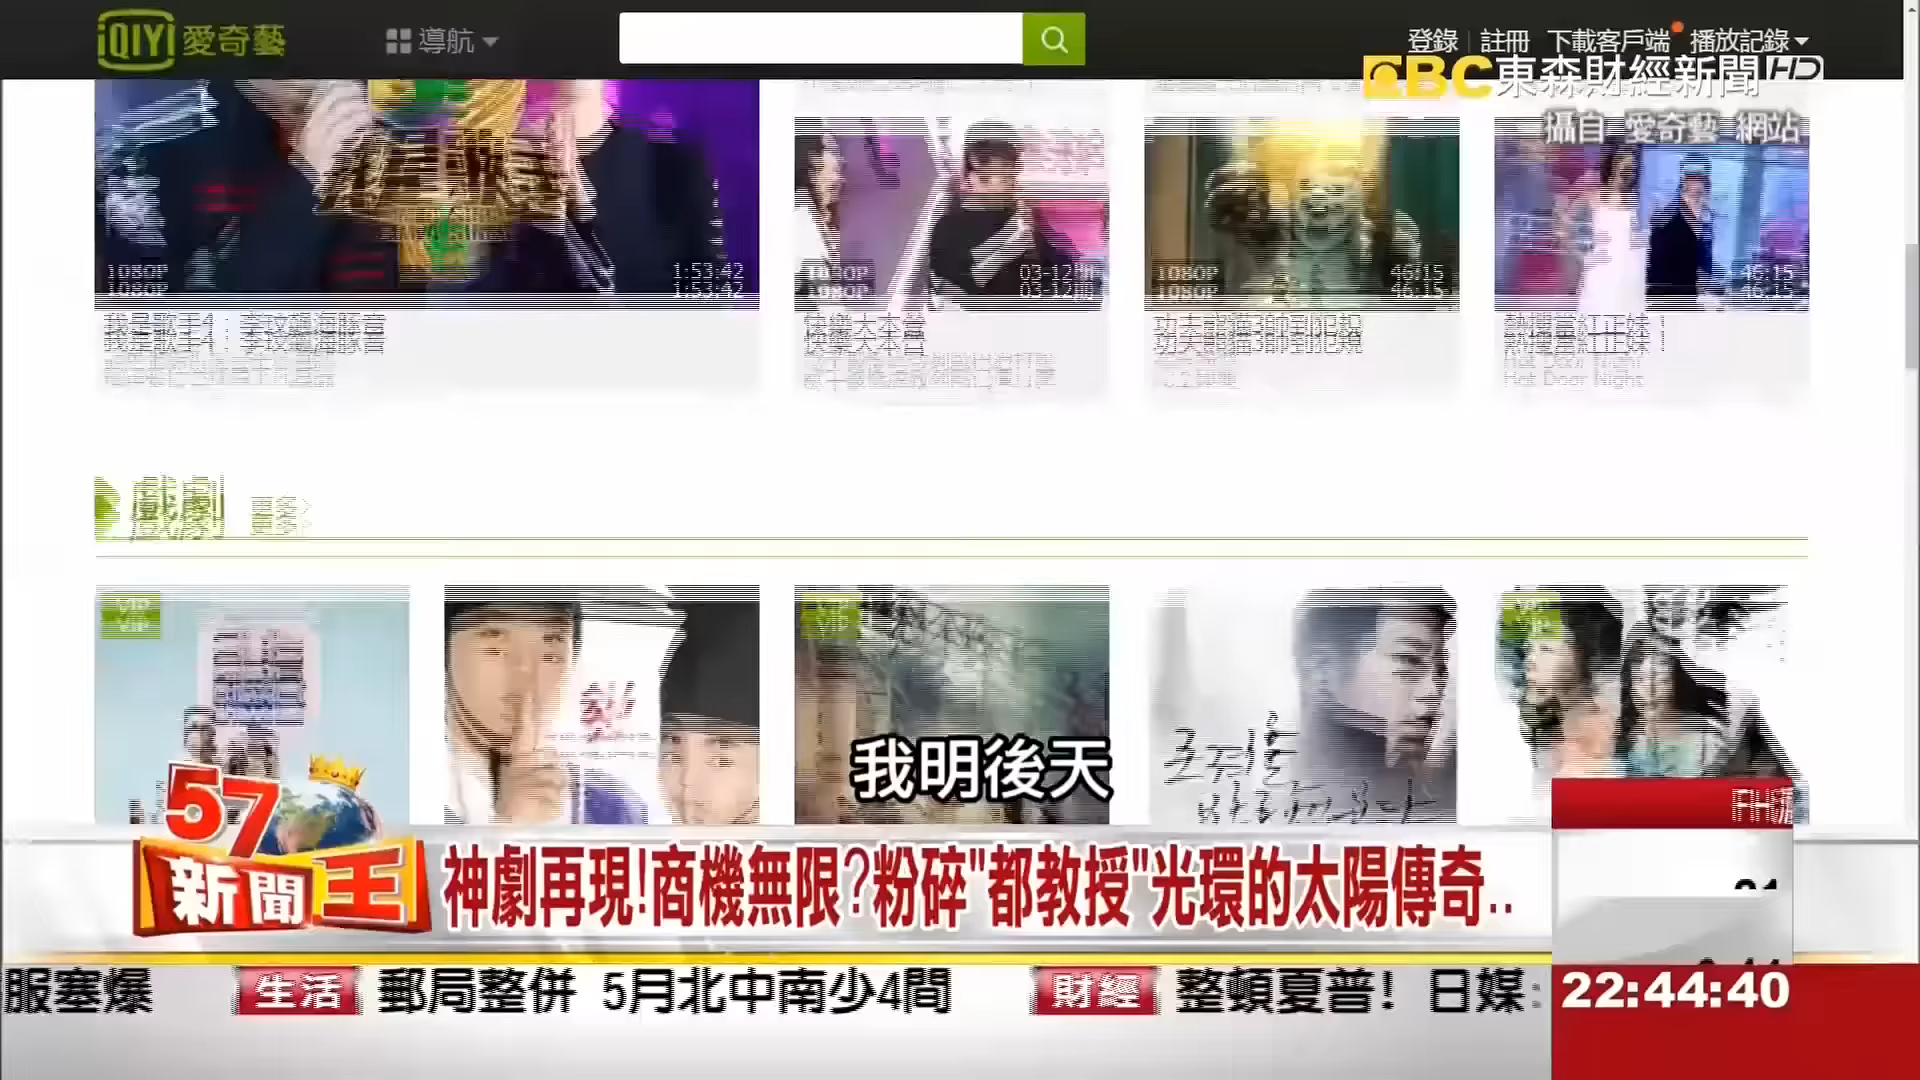 iQIYI 愛奇藝
導航
登錄 註冊 下載客戶端 播放記錄
EBC 東森財經新聞 HD
攝自 愛奇藝 網站
1080P 1:53:42
1080P 03-12期
1080P 46:15
1080P 46:15
我是歌手4：李玟飆海豚音
快樂大本營
功夫熊貓3帥到犯規
熱搜當紅正妹！
戲劇 更多
VIP
VIP
VIP
我明後天
57
新聞王
神劇再現!商機無限?粉碎"都教授"光環的太陽傳奇..
服塞爆 生活 郵局整併 5月北中南少4間 財經 整頓夏普! 日媒:
22:44:40